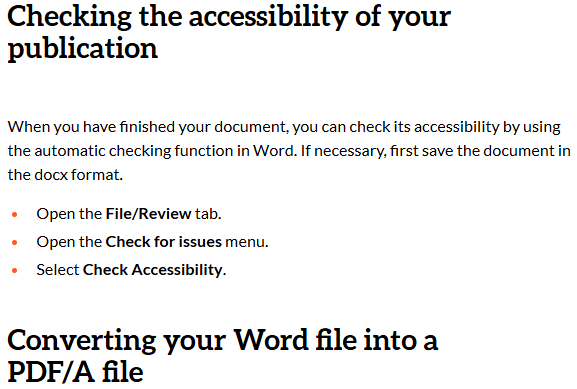 Checking the accessibility of your
publication
When you have finished your document, you can check its accessibility by using
the automatic checking function in Word. If necessary, first save the document in
the docx format.
• Open the File/Review tab.
• Open the Check for issues menu.
• Select Check Accessibility.
Converting your Word file into a
PDF/A file